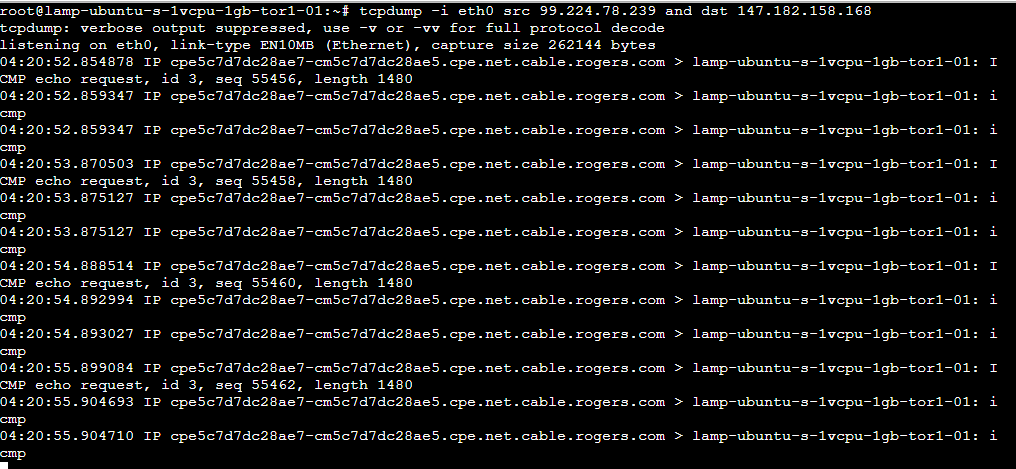 root@lamp-ubuntu-s-1vcpu-1gb-tor1-01:~# tcpdump -i eth0 src 99.224.78.239 and dst 147.182.158.168
tcpdump: verbose output suppressed, use -v or -vv for full protocol decode
listening on eth0, link-type EN10MB (Ethernet), capture size 262144 bytes
04:20:52.854878 IP cpe5c7d7dc28ae7-cm5c7d7dc28ae5.cpe.net.cable.rogers.com > lamp-ubuntu-s-1vcpu-1gb-tor1-01: I
CMP echo request, id 3, seq 55456, length 1480
04:20:52.859347 IP cpe5c7d7dc28ae7-cm5c7d7dc28ae5.cpe.net.cable.rogers.com > lamp-ubuntu-s-1vcpu-1gb-tor1-01: i
cmp
04:20:52.859347 IP cpe5c7d7dc28ae7-cm5c7d7dc28ae5.cpe.net.cable.rogers.com > lamp-ubuntu-s-1vcpu-1gb-tor1-01: i
cmp
04:20:53.870503 IP cpe5c7d7dc28ae7-cm5c7d7dc28ae5.cpe.net.cable.rogers.com > lamp-ubuntu-s-1vcpu-1gb-tor1-01: I
CMP echo request, id 3, seq 55458, length 1480
04:20:53.875127 IP cpe5c7d7dc28ae7-cm5c7d7dc28ae5.cpe.net.cable.rogers.com > lamp-ubuntu-s-1vcpu-1gb-tor1-01: i
cmp
04:20:53.875127 IP cpe5c7d7dc28ae7-cm5c7d7dc28ae5.cpe.net.cable.rogers.com > lamp-ubuntu-s-1vcpu-1gb-tor1-01: i
cmp
04:20:54.888514 IP cpe5c7d7dc28ae7-cm5c7d7dc28ae5.cpe.net.cable.rogers.com > lamp-ubuntu-s-1vcpu-1gb-tor1-01: I
CMP echo request, id 3, seq 55460, length 1480
04:20:54.892994 IP cpe5c7d7dc28ae7-cm5c7d7dc28ae5.cpe.net.cable.rogers.com > lamp-ubuntu-s-1vcpu-1gb-tor1-01: i
cmp
04:20:54.893027 IP cpe5c7d7dc28ae7-cm5c7d7dc28ae5.cpe.net.cable.rogers.com > lamp-ubuntu-s-1vcpu-1gb-tor1-01: i
cmp
04:20:55.899084 IP cpe5c7d7dc28ae7-cm5c7d7dc28ae5.cpe.net.cable.rogers.com > lamp-ubuntu-s-1vcpu-1gb-tor1-01: I
CMP echo request, id 3, seq 55462, length 1480
04:20:55.904693 IP cpe5c7d7dc28ae7-cm5c7d7dc28ae5.cpe.net.cable.rogers.com > lamp-ubuntu-s-1vcpu-1gb-tor1-01: i
cmp
04:20:55.904710 IP cpe5c7d7dc28ae7-cm5c7d7dc28ae5.cpe.net.cable.rogers.com > lamp-ubuntu-s-1vcpu-1gb-tor1-01: i
cmp